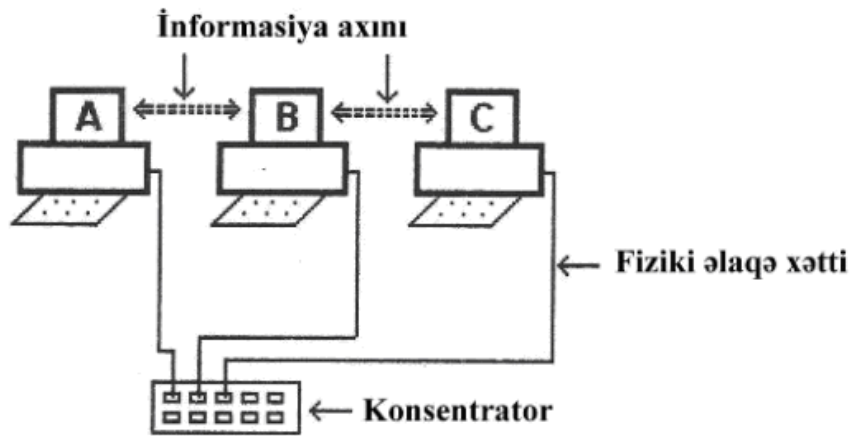 İnformasiya axını
A
B
C
Fiziki əlaqə xətti
Konsentrator